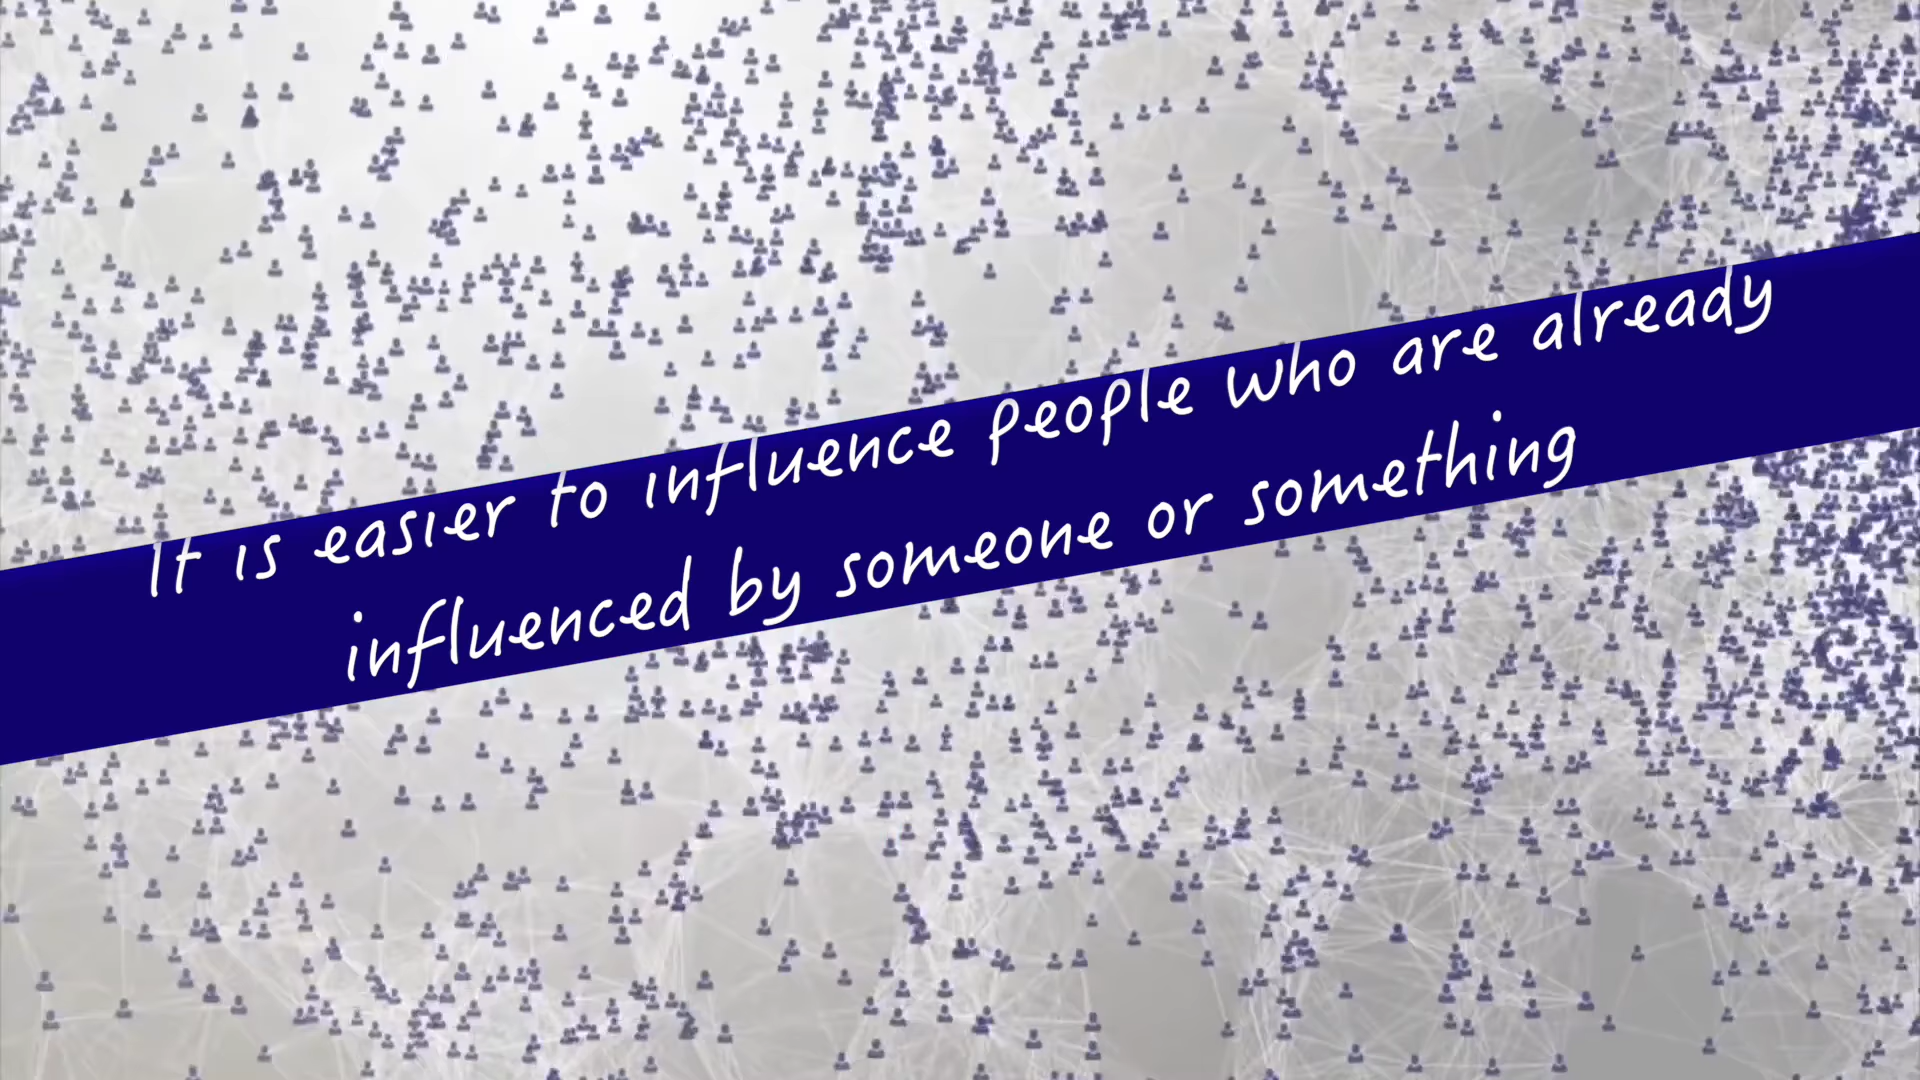 It is easier to influence people who are already
influenced by someone or something